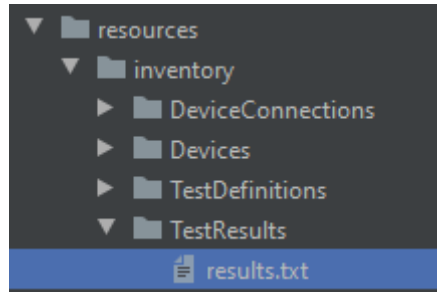 resources
inventory
DeviceConnections
Devices
TestDefinitions
TestResults
results.txt